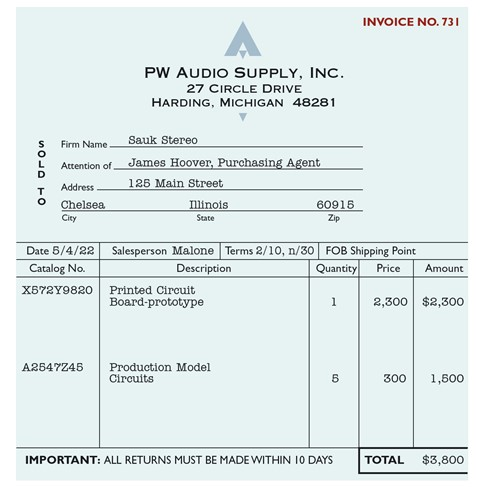 INVOICE NO. 731
PW AUDIO SUPPLY, INC.
27 CIRCLE DRIVE
HARDING, MICHIGAN 48281
SOLD TO
Firm Name Sauk Stereo
Attention of James Hoover, Purchasing Agent
Address 125 Main Street
Chelsea Illinois 60915
City State Zip
Date 5/4/22 Salesperson Malone Terms 2/10, n/30 FOB Shipping Point
Catalog No. Description Quantity Price Amount
X572Y9820 Printed Circuit
Board-prototype 1 2,300 $2,300
A2547Z45 Production Model
Circuits 5 300 1,500
IMPORTANT: ALL RETURNS MUST BE MADE WITHIN 10 DAYS TOTAL $3,800